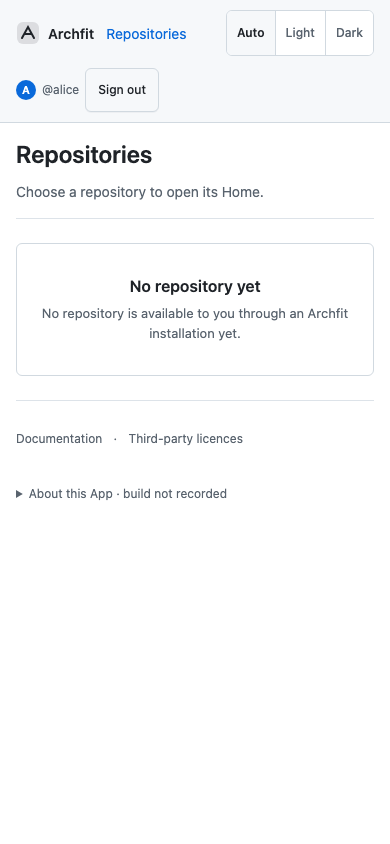 Archfit Repositories Auto Light Dark
A @alice Sign out
Repositories
Choose a repository to open its Home.
No repository yet
No repository is available to you through an Archfit
installation yet.
Documentation · Third-party licences
About this App · build not recorded